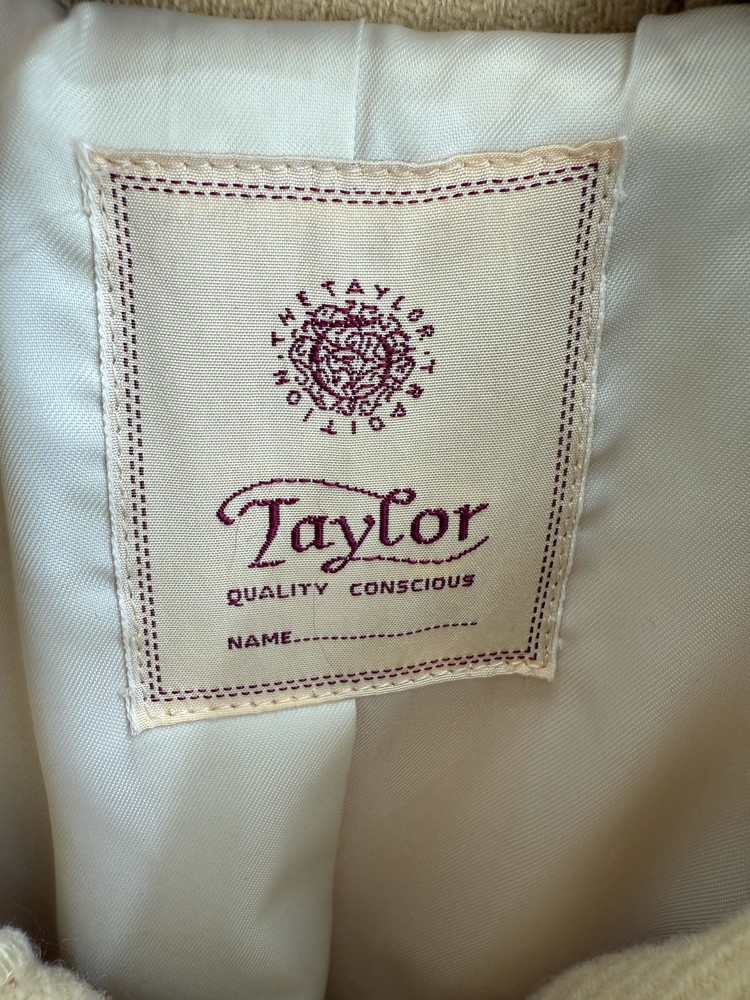 THE TAYLOR · TRADITION ·
Taylor
QUALITY CONSCIOUS
NAME